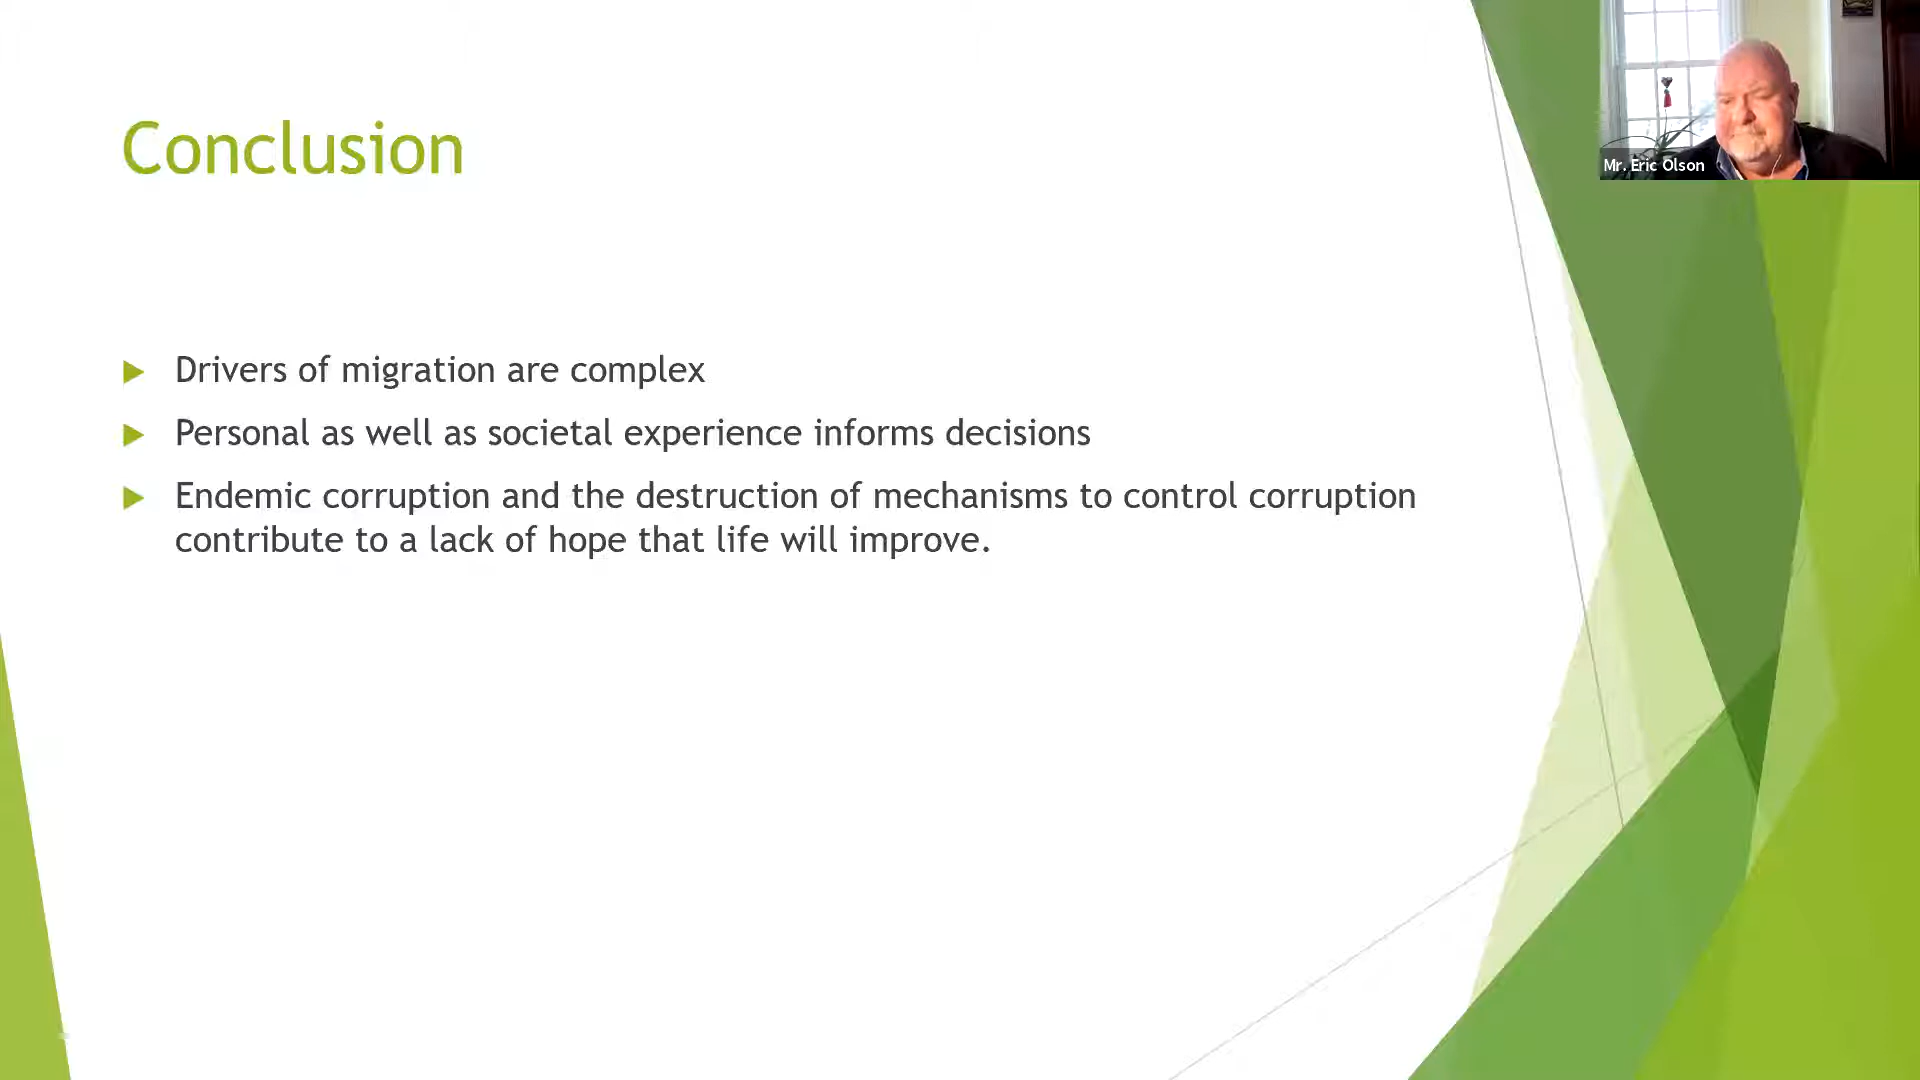 Conclusion
Drivers of migration are complex
Personal as well as societal experience informs decisions
Endemic corruption and the destruction of mechanisms to control corruption
contribute to a lack of hope that life will improve.
Mr. Eric Olson